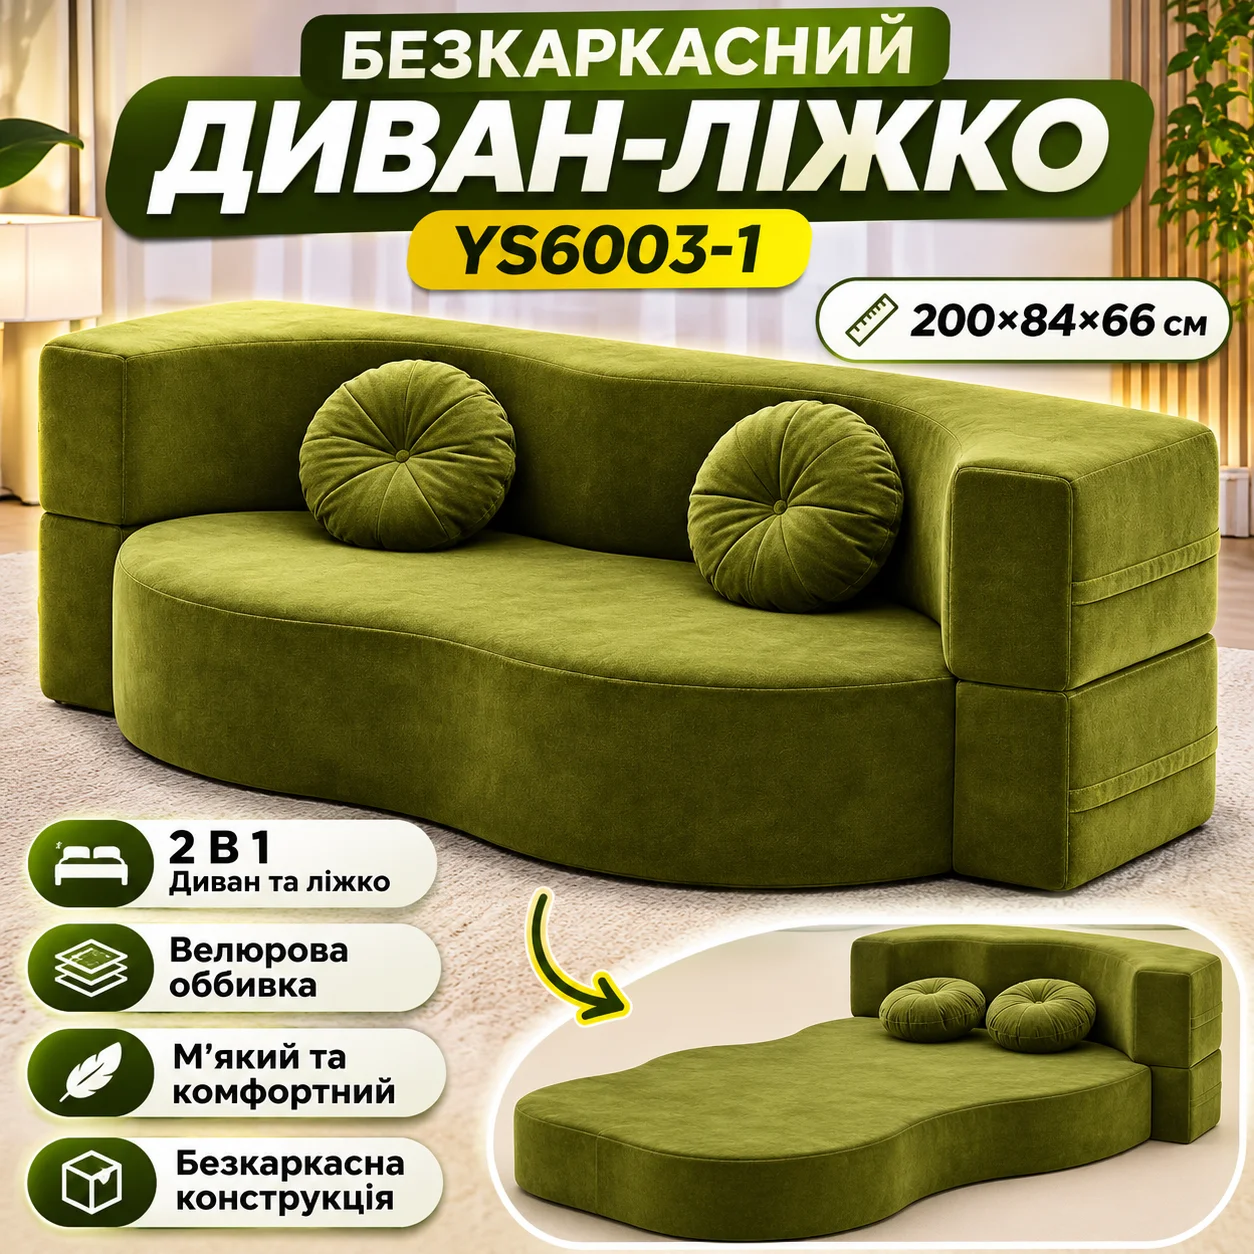 БЕЗКАРКАСНИЙ
ДИВАН-ЛІЖКО
YS6003-1
200×84×66 см
2 В 1
Диван та ліжко
Велюрова
оббивка
М’який та
комфортний
Безкаркасна
конструкція